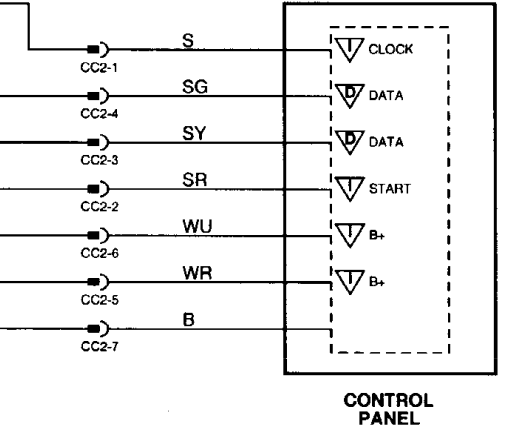 S
I CLOCK
CC2-1
SG
D DATA
CC2-4
SY
D DATA
CC2-3
SR
I START
CC2-2
WU
I B+
CC2-6
WR
I B+
CC2-5
B
CC2-7
CONTROL
PANEL